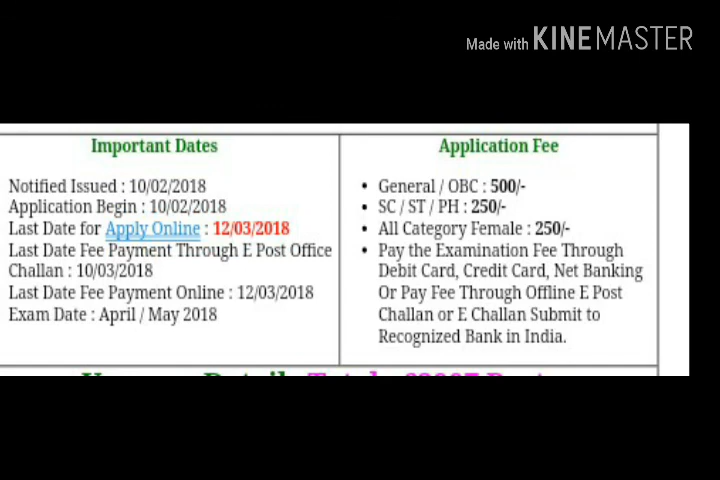 Made with KINEMASTER
Important Dates
Notified Issued : 10/02/2018
Application Begin : 10/02/2018
Last Date for Apply Online : 12/03/2018
Last Date Fee Payment Through E Post Office
Challan : 10/03/2018
Last Date Fee Payment Online : 12/03/2018
Exam Date : April / May 2018
Application Fee
• General / OBC : 500/-
• SC / ST / PH : 250/-
• All Category Female : 250/-
• Pay the Examination Fee Through
Debit Card, Credit Card, Net Banking
Or Pay Fee Through Offline E Post
Challan or E Challan Submit to
Recognized Bank in India.